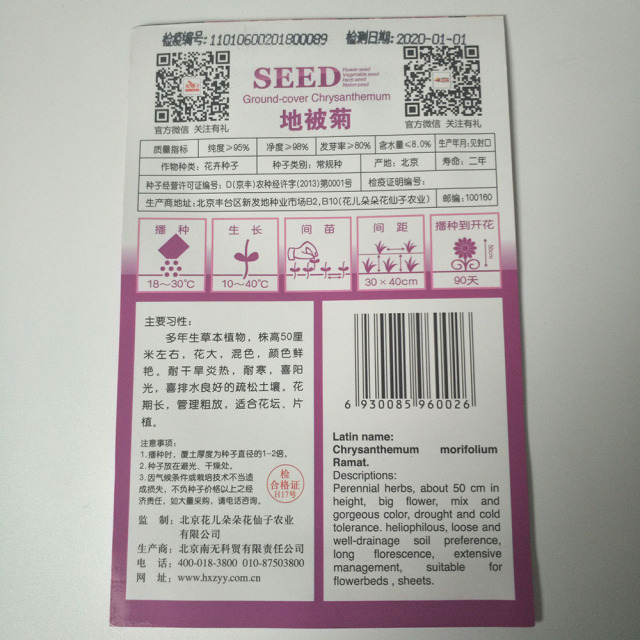 检疫编号:11010600201800089 检测日期:2020-01-01
SEED
Flower seed
Vegetable seed
Herb seed
Melon seed
Ground-cover Chrysanthemum
地被菊
官方微信 关注有礼
官方微信 关注有礼
质量指标 纯度≥95% 净度≥98% 发芽率≥80% 含水量≤8.0% 生产年月:见封口
作物种类: 花卉种子 种子类别: 常规种 产地: 北京 寿命: 二年
种子经营许可证编号: D(京丰)农种经许字(2013)第0001号 检疫证明编号:
生产商地址: 北京丰台区新发地种业市场B2,B10(花儿朵朵花仙子农业) 邮编: 100160
播种 生长 间苗 间距 播种到开花
50cm
18～30℃ 10～40℃ 30×40cm 90天
主要习性:
多年生草本植物，株高50厘
米左右，花大，混色，颜色鲜
艳。耐干旱炎热，耐寒，喜阳
光，喜排水良好的疏松土壤。花
期长，管理粗放，适合花坛、片
植。
注意事项:
1.播种时，覆土厚度为种子直径的1-2倍。
2.种子放在避光、干燥处。
3.因气候条件或栽培技术不当造
成损失，不负种子价格以上之经
济责任，如大量采购，请电话咨询。
检
合格证
H17号
监 制: 北京花儿朵朵花仙子农业
有限公司
生产商: 北京南无科贸有限责任公司
电 话: 400-018-3800 010-87503800
网 址: www.hxzyy.com.cn
6 930085 960026
Latin name:
Chrysanthemum morifolium
Ramat.
Descriptions:
Perennial herbs, about 50 cm in
height, big flower, mix and
gorgeous color, drought and cold
tolerance. heliophilous, loose and
well-drainage soil preference,
long florescence, extensive
management, suitable for
flowerbeds , sheets.